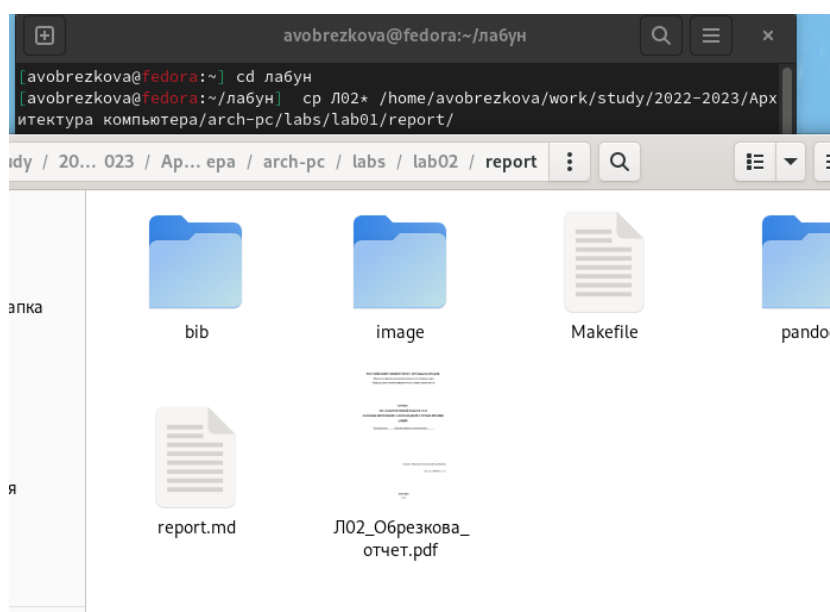 avobrezkova@fedora:~/лабун
[avobrezkova@fedora:~] cd лабун
[avobrezkova@fedora:~/лабун]  cp Л02* /home/avobrezkova/work/study/2022-2023/Арх
итектура компьютера/arch-pc/labs/lab01/report/
udy / 20… 023 / Ар… ера / arch-pc / labs / lab02 / report
апка
bib
image
Makefile
pando
я
report.md
Л02_Обрезкова_
отчет.pdf